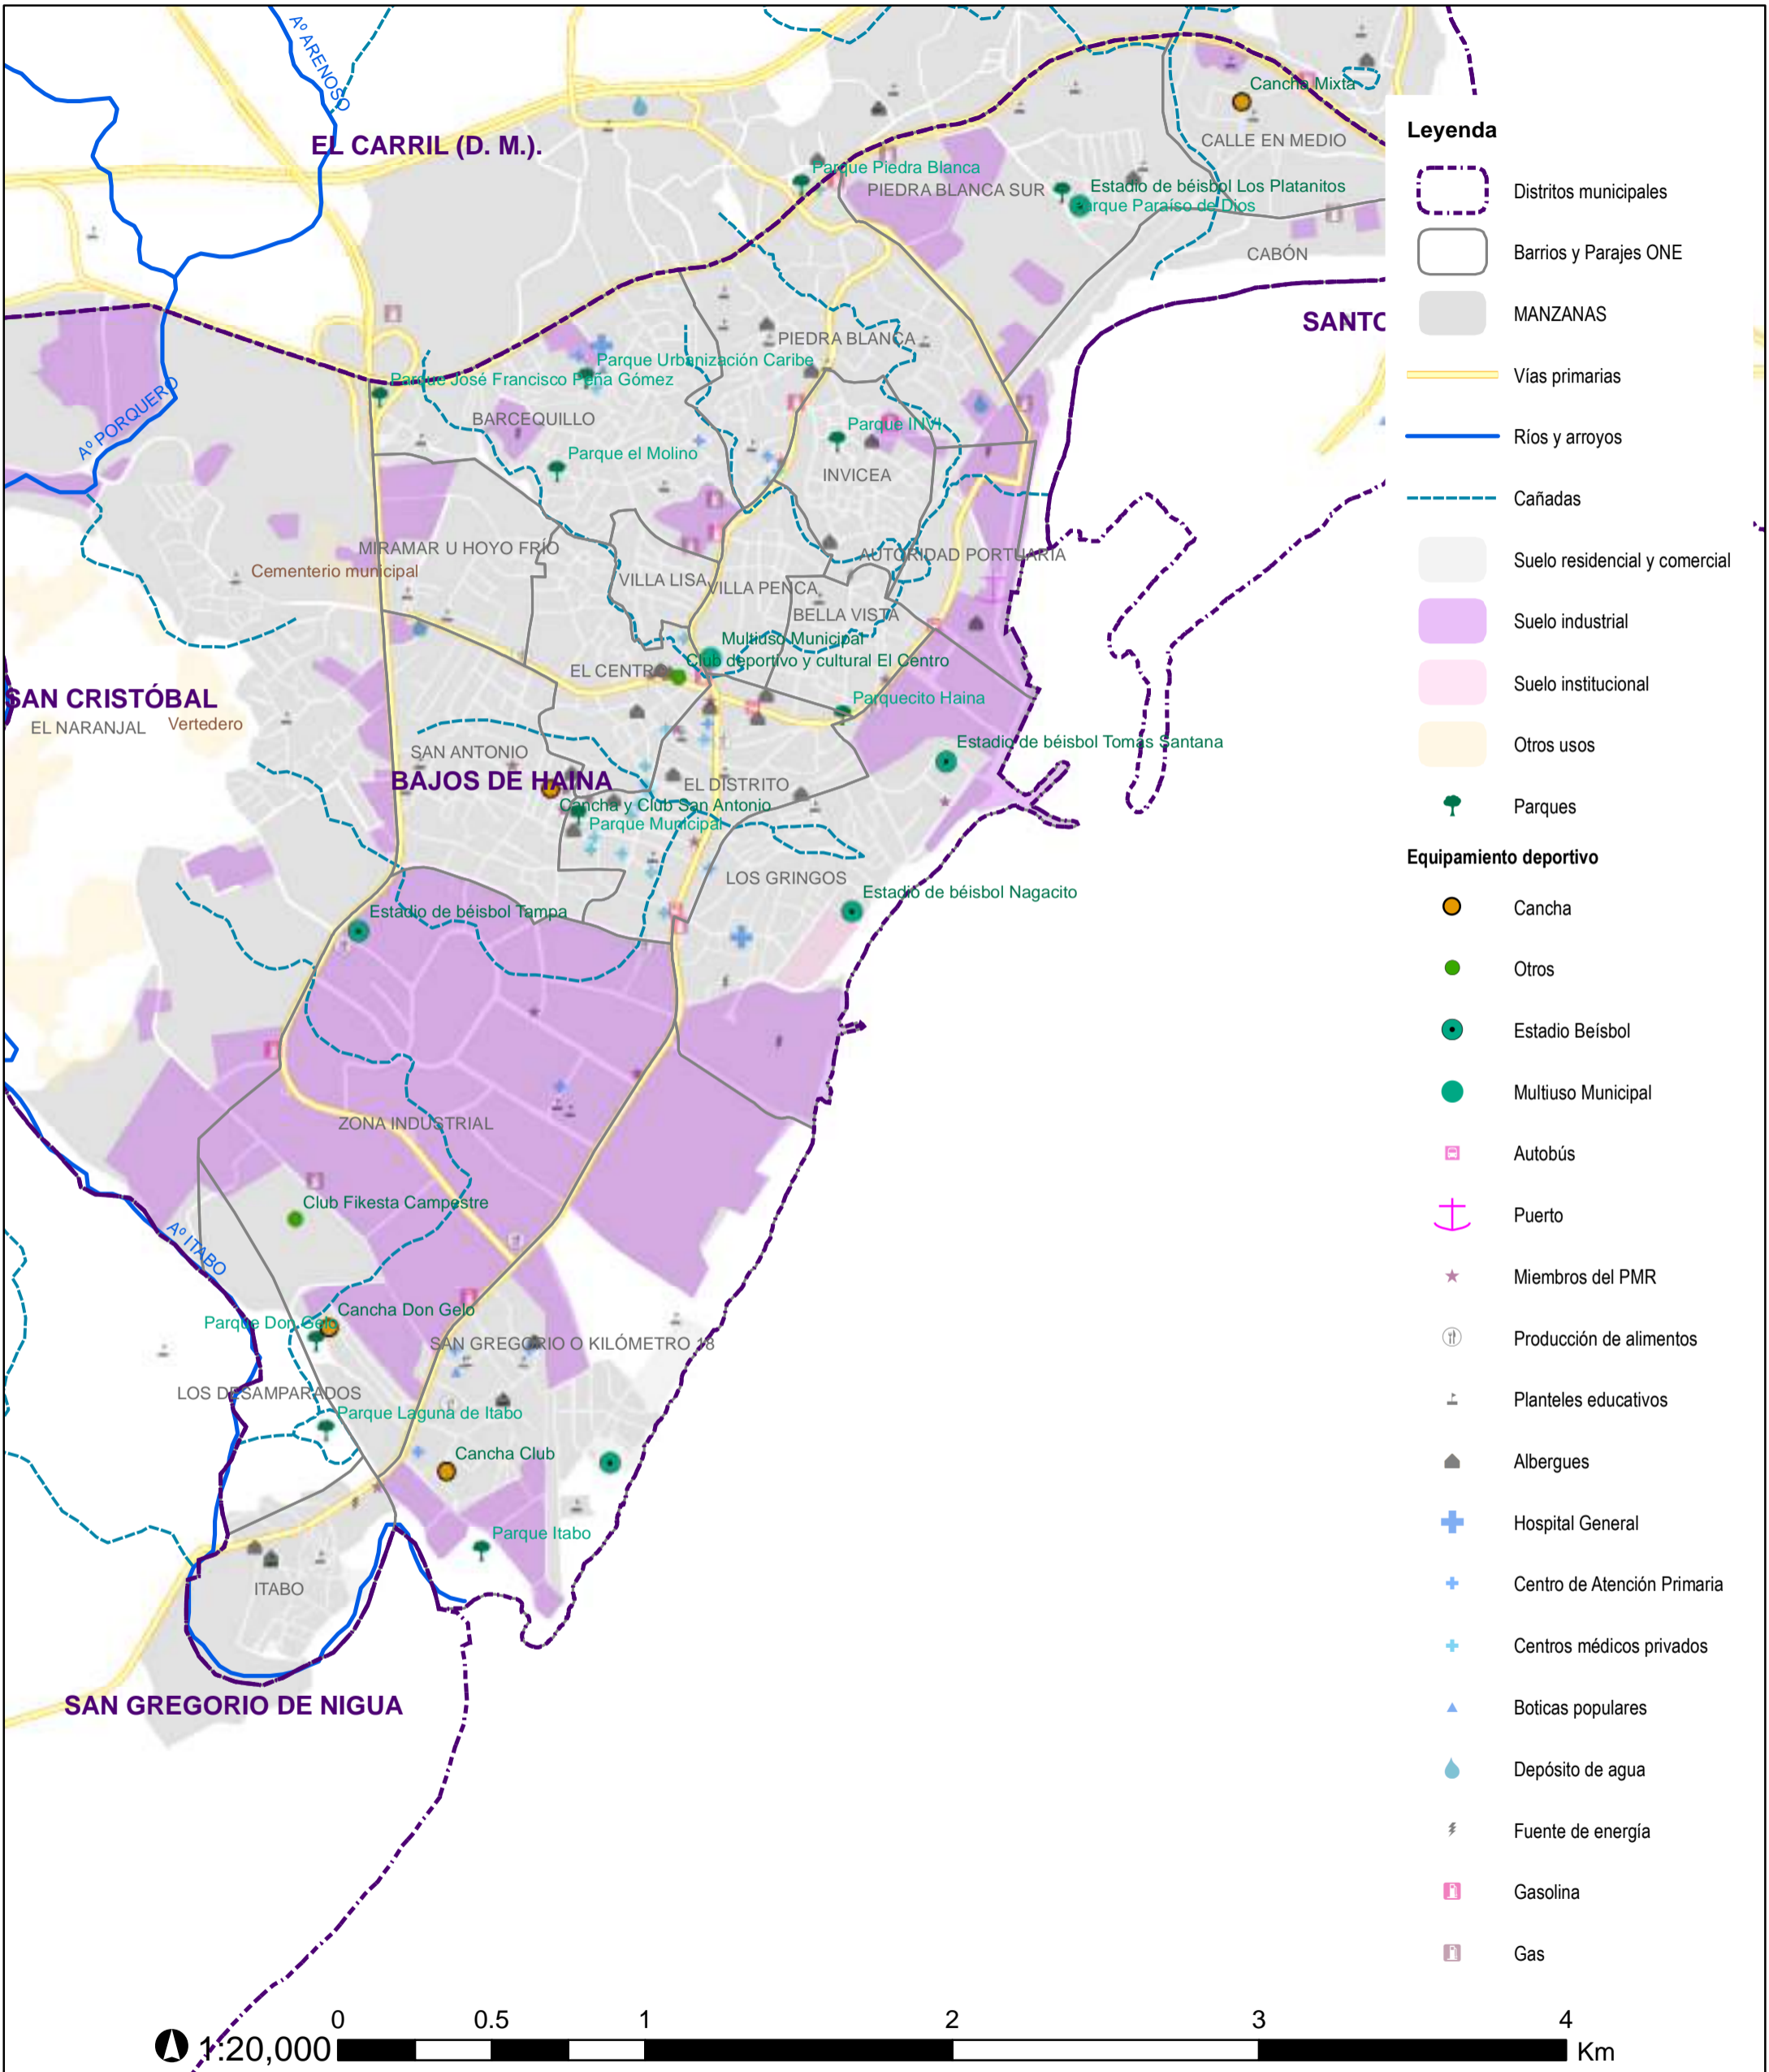 Aº ARENOSO
EL CARRIL (D. M.).
Cancha Mixta
CALLE EN MEDIO
Parque Piedra Blanca
PIEDRA BLANCA SUR
Estadio de béisbol Los Platanitos
arque Paraíso de Dios
CABÓN
SANTO
PIEDRA BLANCA
Parque Urbanización Caribe
Parque José Francisco Peña Gómez
Aº PORQUERO
BARCEQUILLO
Parque INVI
Parque el Molino
INVICEA
MIRAMAR U HOYO FRÍO
AUTORIDAD PORTUARIA
Cementerio municipal
VILLA LISA
VILLA PENCA
BELLA VISTA
Multiuso Municipal
Club deportivo y cultural El Centro
EL CENTRO
SAN CRISTÓBAL
Parquecito Haina
EL NARANJAL
Vertedero
Estadio de béisbol Tomas Santana
SAN ANTONIO
BAJOS DE HAINA
EL DISTRITO
Cancha y Club San Antonio
Parque Municipal
LOS GRINGOS
Estadio de béisbol Nagacito
Estadio de béisbol Tampa
ZONA INDUSTRIAL
Club Fikesta Campestre
Aº ITABO
Cancha Don Gelo
Parque Don Gelo
SAN GREGORIO O KILÓMETRO 18
LOS DESAMPARADOS
Parque Laguna de Itabo
Cancha Club
Parque Itabo
ITABO
SAN GREGORIO DE NIGUA
Leyenda
Distritos municipales
Barrios y Parajes ONE
MANZANAS
Vías primarias
Ríos y arroyos
Cañadas
Suelo residencial y comercial
Suelo industrial
Suelo institucional
Otros usos
Parques
Equipamiento deportivo
Cancha
Otros
Estadio Beísbol
Multiuso Municipal
Autobús
Puerto
Miembros del PMR
Producción de alimentos
Planteles educativos
Albergues
Hospital General
Centro de Atención Primaria
Centros médicos privados
Boticas populares
Depósito de agua
Fuente de energía
Gasolina
Gas
0 0.5 1 2 3 4
1:20,000
Km